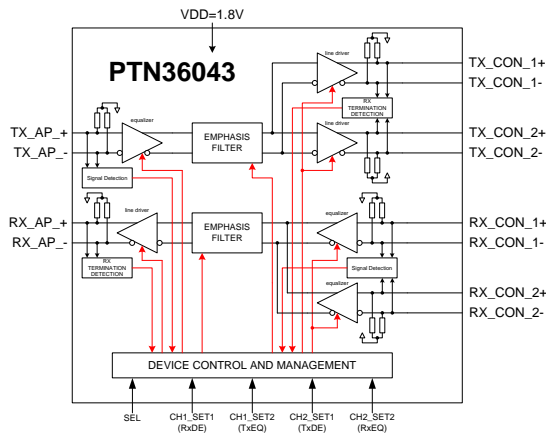 VDD=1.8V
PTN36043
line driver
TX_CON_1+
TX_CON_1-
RX
TERMINATION
DETECTION
equalizer
line driver
TX_AP_+
TX_AP_-
EMPHASIS
FILTER
TX_CON_2+
TX_CON_2-
Signal Detection
RX_AP_+
RX_AP_-
line driver
EMPHASIS
FILTER
equalizer
RX_CON_1+
RX_CON_1-
RX
TERMINATION
DETECTION
Signal Detection
equalizer
RX_CON_2+
RX_CON_2-
DEVICE CONTROL AND MANAGEMENT
SEL
CH1_SET1
(RxDE)
CH1_SET2
(TxEQ)
CH2_SET1
(TxDE)
CH2_SET2
(RxEQ)